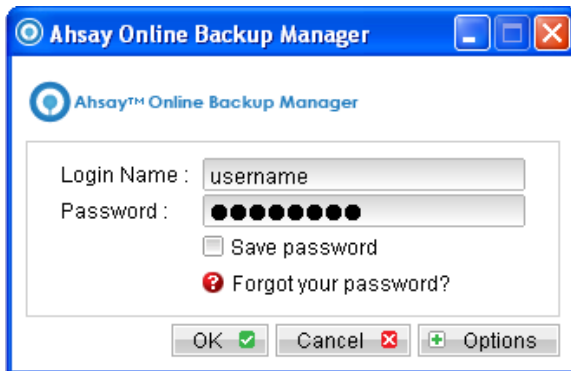 Ahsay Online Backup Manager
Ahsay™ Online Backup Manager
Login Name : username
Password : ●●●●●●●●
Save password
Forgot your password?
OK Cancel Options